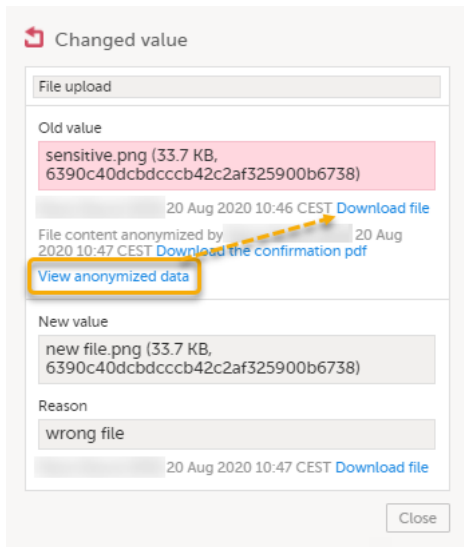 Changed value
File upload
Old value
sensitive.png (33.7 KB,
6390c40dcbdcccb42c2af325900b6738)
20 Aug 2020 10:46 CEST Download file
File content anonymized by 20 Aug
2020 10:47 CEST Download the confirmation pdf
View anonymized data
New value
new file.png (33.7 KB,
6390c40dcbdcccb42c2af325900b6738)
Reason
wrong file
20 Aug 2020 10:47 CEST Download file
Close